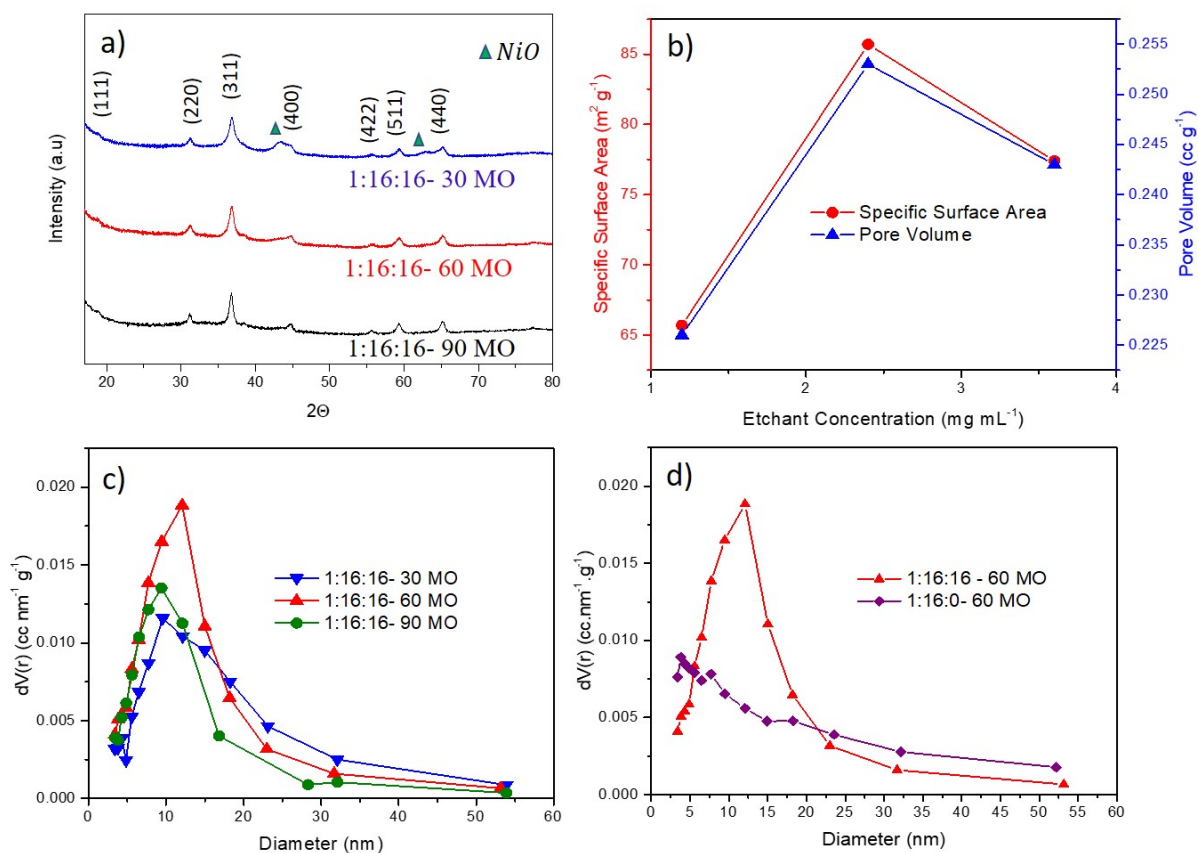 a)
▲ NiO
(111)
(220)
(311)
(400)
(422)
(511)
(440)
1:16:16- 30 MO
1:16:16- 60 MO
1:16:16- 90 MO
Intensity (a.u)
20 30 40 50 60 70 80
2Θ
b)
85
80
75
70
65
Specific Surface Area (m² g⁻¹)
0.255
0.250
0.245
0.240
0.235
0.230
0.225
Pore Volume (cc g⁻¹)
Specific Surface Area
Pore Volume
1 2 3 4
Etchant Concentration (mg mL⁻¹)
c)
0.020
0.015
0.010
0.005
0.000
dV(r) (cc nm⁻¹ g⁻¹)
1:16:16- 30 MO
1:16:16- 60 MO
1:16:16- 90 MO
0 10 20 30 40 50 60
Diameter (nm)
d)
0.020
0.015
0.010
0.005
0.000
dV(r) (cc.nm⁻¹.g⁻¹)
1:16:16 - 60 MO
1:16:0- 60 MO
0 5 10 15 20 25 30 35 40 45 50 55 60
Diameter (nm)